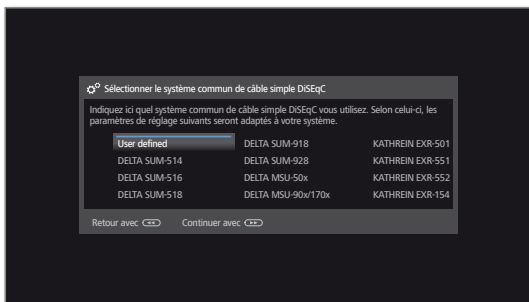 Sélectionner le système commun de câble simple DiSEqC
Indiquez ici quel système commun de câble simple DiSEqC vous utilisez. Selon celui-ci, les
paramètres de réglage suivants seront adaptés à votre système.
User defined DELTA SUM-918 KATHREIN EXR-501
DELTA SUM-514 DELTA SUM-928 KATHREIN EXR-551
DELTA SUM-516 DELTA MSU-50x KATHREIN EXR-552
DELTA SUM-518 DELTA MSU-90x/170x KATHREIN EXR-154
Retour avec Continuer avec